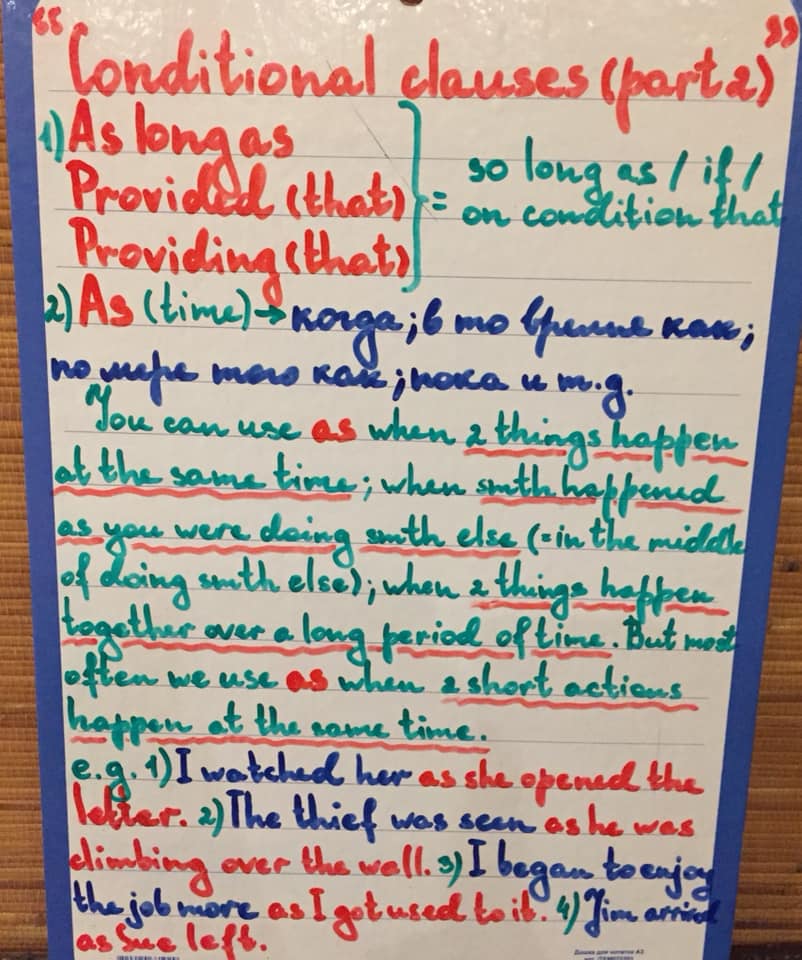 "Conditional clauses (part 2)"
1) As long as
Provided (that)
Providing (that)
} = so long as / if /
on condition that
2) As (time) → когда; в то время как;
по мере того как; пока и т.д.
You can use as when 2 things happen
at the same time; when smth happened
as you were doing smth else (=in the middle
of doing smth else); when 2 things happen
together over a long period of time. But most
often we use as when 2 short actions
happen at the same time.
e.g. 1) I watched her as she opened the
letter. 2) The thief was seen as he was
climbing over the wall. 3) I began to enjoy
the job more as I got used to it. 4) Jim arrived
as Sue left.
Доска для записи А3